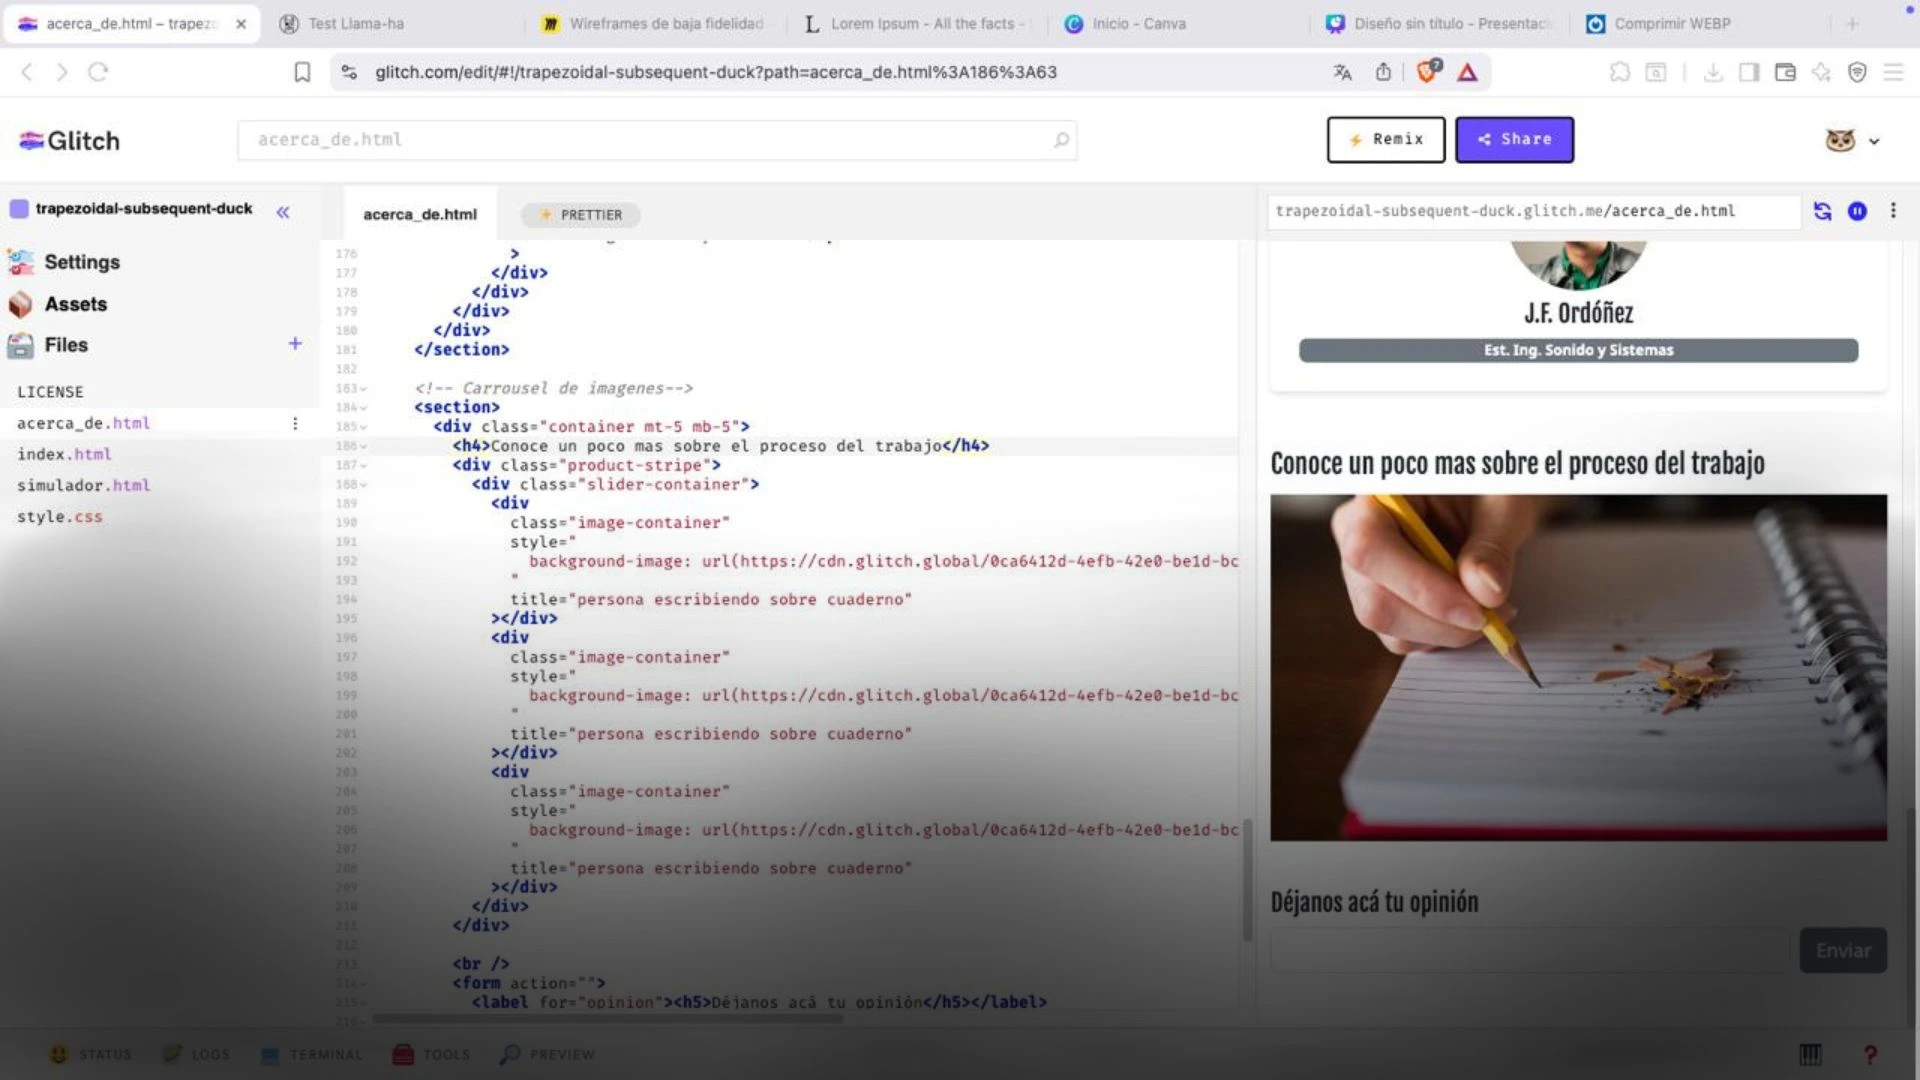 acerca_de.html – trapez
Test Llama-ha
Wireframes de baja fidelidad
Lorem Ipsum - All the facts -
Inicio - Canva
Diseño sin título - Presentaci
Comprimir WEBP
glitch.com/edit/#!/trapezoidal-subsequent-duck?path=acerca_de.html%3A186%3A63
7
Glitch
acerca_de.html
Remix
Share
trapezoidal-subsequent-duck
Settings
Assets
Files
LICENSE
acerca_de.html
index.html
simulador.html
style.css
acerca_de.html
PRETTIER
176 >
177 </div>
178 </div>
179 </div>
180 </div>
181 </section>
182
183 <!-- Carrousel de imagenes-->
184 <section>
185 <div class="container mt-5 mb-5">
186 <h4>Conoce un poco mas sobre el proceso del trabajo</h4>
187 <div class="product-stripe">
188 <div class="slider-container">
189 <div
190 class="image-container"
191 style="
192 background-image: url(https://cdn.glitch.global/0ca6412d-4efb-42e0-be1d-bc
193 "
194 title="persona escribiendo sobre cuaderno"
195 ></div>
196 <div
197 class="image-container"
198 style="
199 background-image: url(https://cdn.glitch.global/0ca6412d-4efb-42e0-be1d-bc
200 "
201 title="persona escribiendo sobre cuaderno"
202 ></div>
203 <div
204 class="image-container"
205 style="
206 background-image: url(https://cdn.glitch.global/0ca6412d-4efb-42e0-be1d-bc
207 "
208 title="persona escribiendo sobre cuaderno"
209 ></div>
210 </div>
211 </div>
212
213 <br />
214 <form action="">
215 <label for="opinion"><h5>Déjanos acá tu opinión</h5></label>
216
trapezoidal-subsequent-duck.glitch.me/acerca_de.html
J.F. Ordóñez
Est. Ing. Sonido y Sistemas
Conoce un poco mas sobre el proceso del trabajo
Déjanos acá tu opinión
Enviar
STATUS
LOGS
TERMINAL
TOOLS
PREVIEW
?